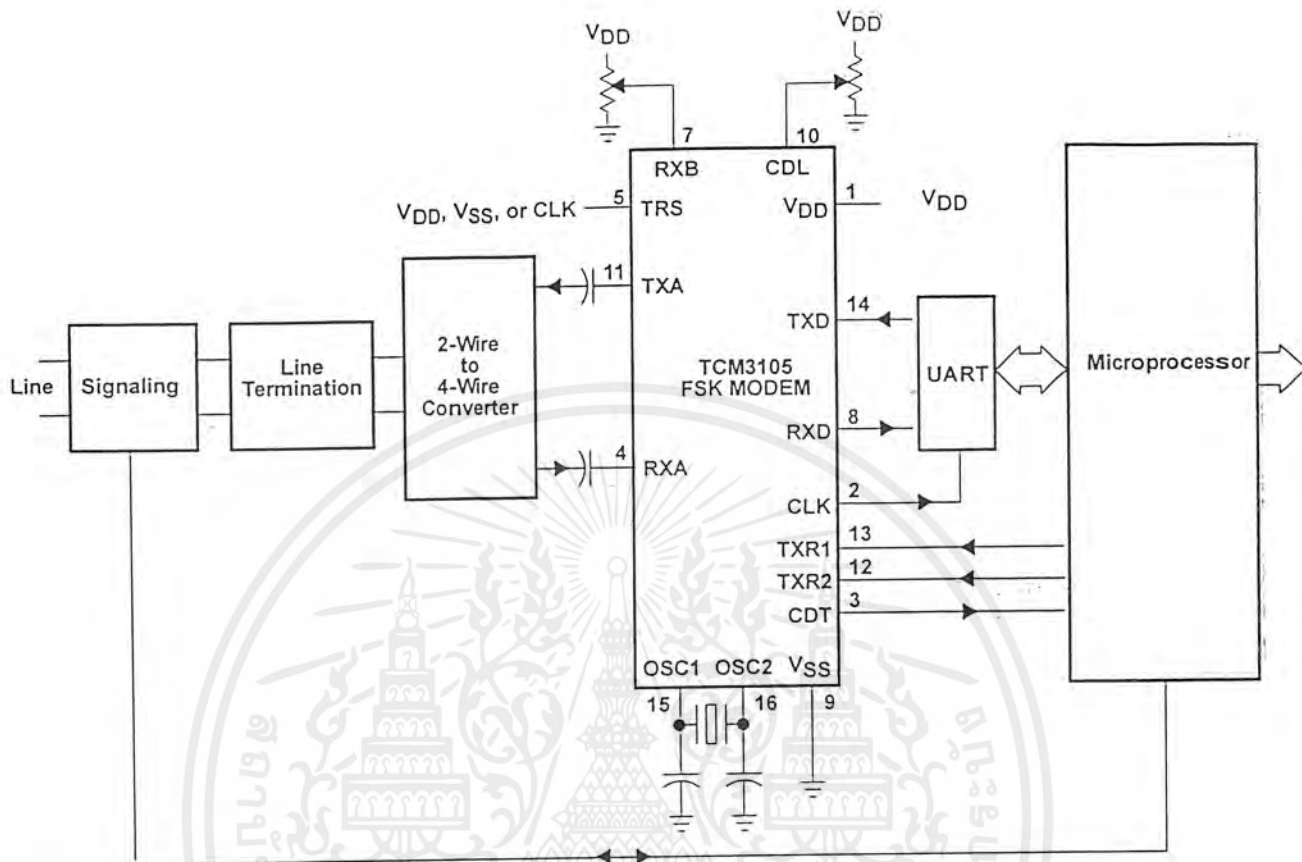 VDD
VDD
7
10
RXB
CDL
VDD, VSS, or CLK
5
TRS
VDD
1
VDD
11
TXA
14
TXD
Line
Signaling
Line
Termination
2-Wire
to
4-Wire
Converter
TCM3105
FSK MODEM
UART
Microprocessor
8
RXD
4
RXA
2
CLK
13
TXR1
12
TXR2
3
CDT
OSC1
OSC2
VSS
15
16
9